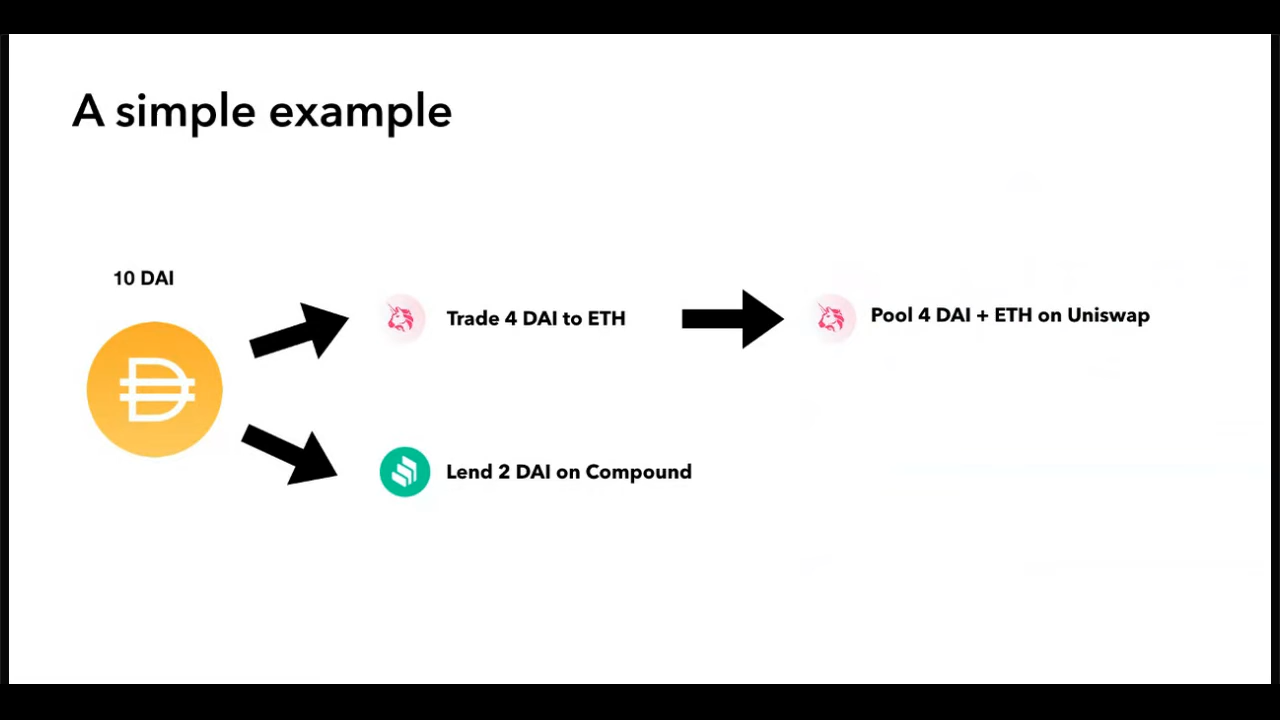 A simple example
10 DAI
Trade 4 DAI to ETH
Pool 4 DAI + ETH on Uniswap
Lend 2 DAI on Compound